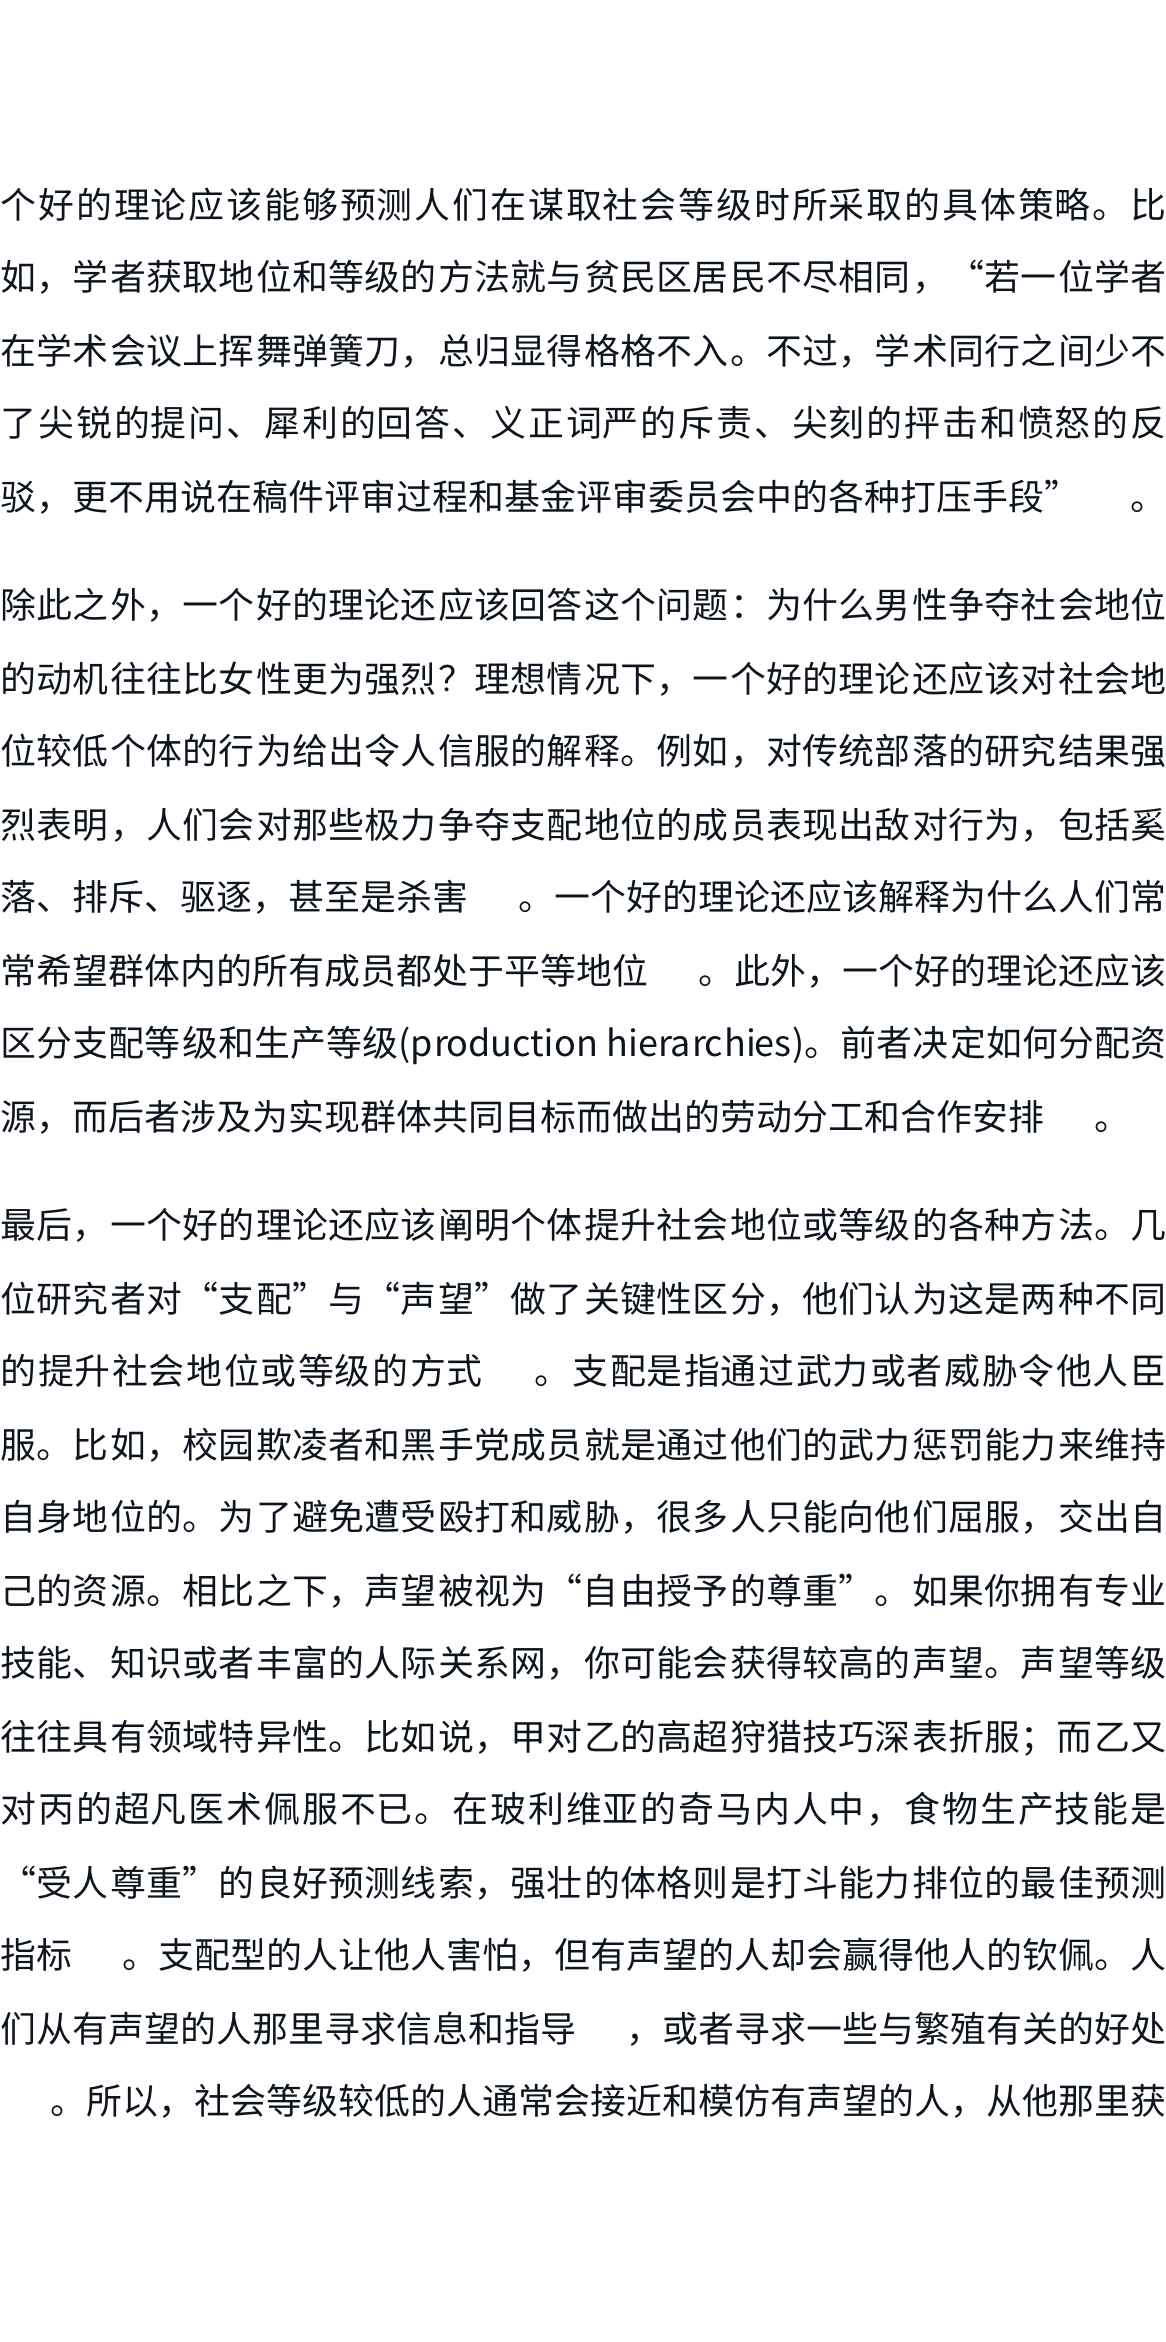 个好的理论应该能够预测人们在谋取社会等级时所采取的具体策略。比
如，学者获取地位和等级的方法就与贫民区居民不尽相同，“若一位学者
在学术会议上挥舞弹簧刀，总归显得格格不入。不过，学术同行之间少不
了尖锐的提问、犀利的回答、义正词严的斥责、尖刻的抨击和愤怒的反
驳，更不用说在稿件评审过程和基金评审委员会中的各种打压手段” 。
除此之外，一个好的理论还应该回答这个问题：为什么男性争夺社会地位
的动机往往比女性更为强烈？理想情况下，一个好的理论还应该对社会地
位较低个体的行为给出令人信服的解释。例如，对传统部落的研究结果强
烈表明，人们会对那些极力争夺支配地位的成员表现出敌对行为，包括奚
落、排斥、驱逐，甚至是杀害 。一个好的理论还应该解释为什么人们常
常希望群体内的所有成员都处于平等地位 。此外，一个好的理论还应该
区分支配等级和生产等级(production hierarchies)。前者决定如何分配资
源，而后者涉及为实现群体共同目标而做出的劳动分工和合作安排 。
最后，一个好的理论还应该阐明个体提升社会地位或等级的各种方法。几
位研究者对“支配”与“声望”做了关键性区分，他们认为这是两种不同
的提升社会地位或等级的方式 。支配是指通过武力或者威胁令他人臣
服。比如，校园欺凌者和黑手党成员就是通过他们的武力惩罚能力来维持
自身地位的。为了避免遭受殴打和威胁，很多人只能向他们屈服，交出自
己的资源。相比之下，声望被视为“自由授予的尊重”。如果你拥有专业
技能、知识或者丰富的人际关系网，你可能会获得较高的声望。声望等级
往往具有领域特异性。比如说，甲对乙的高超狩猎技巧深表折服；而乙又
对丙的超凡医术佩服不已。在玻利维亚的奇马内人中，食物生产技能是
“受人尊重”的良好预测线索，强壮的体格则是打斗能力排位的最佳预测
指标 。支配型的人让他人害怕，但有声望的人却会赢得他人的钦佩。人
们从有声望的人那里寻求信息和指导 ，或者寻求一些与繁殖有关的好处
。所以，社会等级较低的人通常会接近和模仿有声望的人，从他那里获